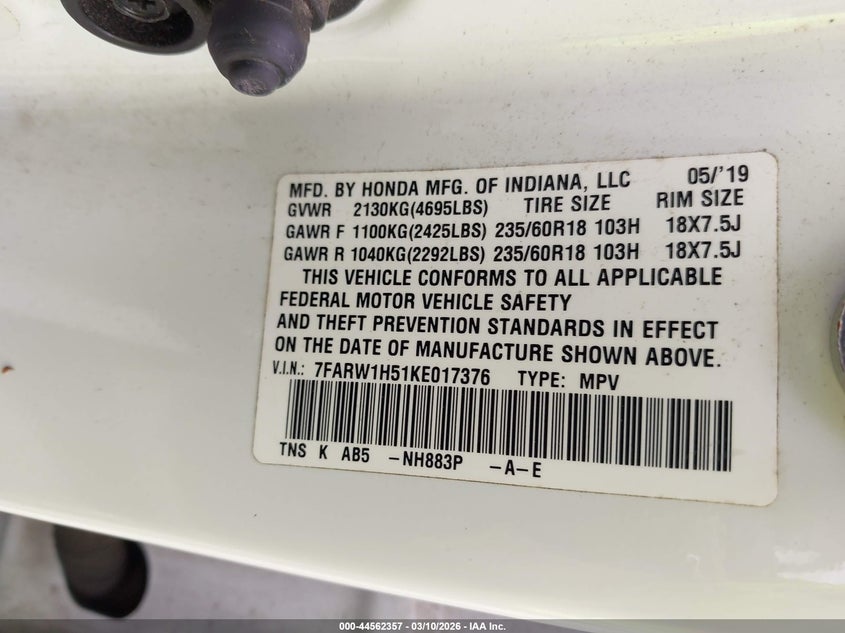 MFD. BY HONDA MFG. OF INDIANA, LLC 05/'19
GVWR 2130KG(4695LBS) TIRE SIZE RIM SIZE
GAWR F 1100KG(2425LBS) 235/60R18 103H 18X7.5J
GAWR R 1040KG(2292LBS) 235/60R18 103H 18X7.5J
THIS VEHICLE CONFORMS TO ALL APPLICABLE
FEDERAL MOTOR VEHICLE SAFETY
AND THEFT PREVENTION STANDARDS IN EFFECT
ON THE DATE OF MANUFACTURE SHOWN ABOVE.
V.I.N.: 7FARW1H51KE017376 TYPE: MPV
TNS K AB5 -NH883P -A-E
000-44562357 - 03/10/2026 - IAA Inc.